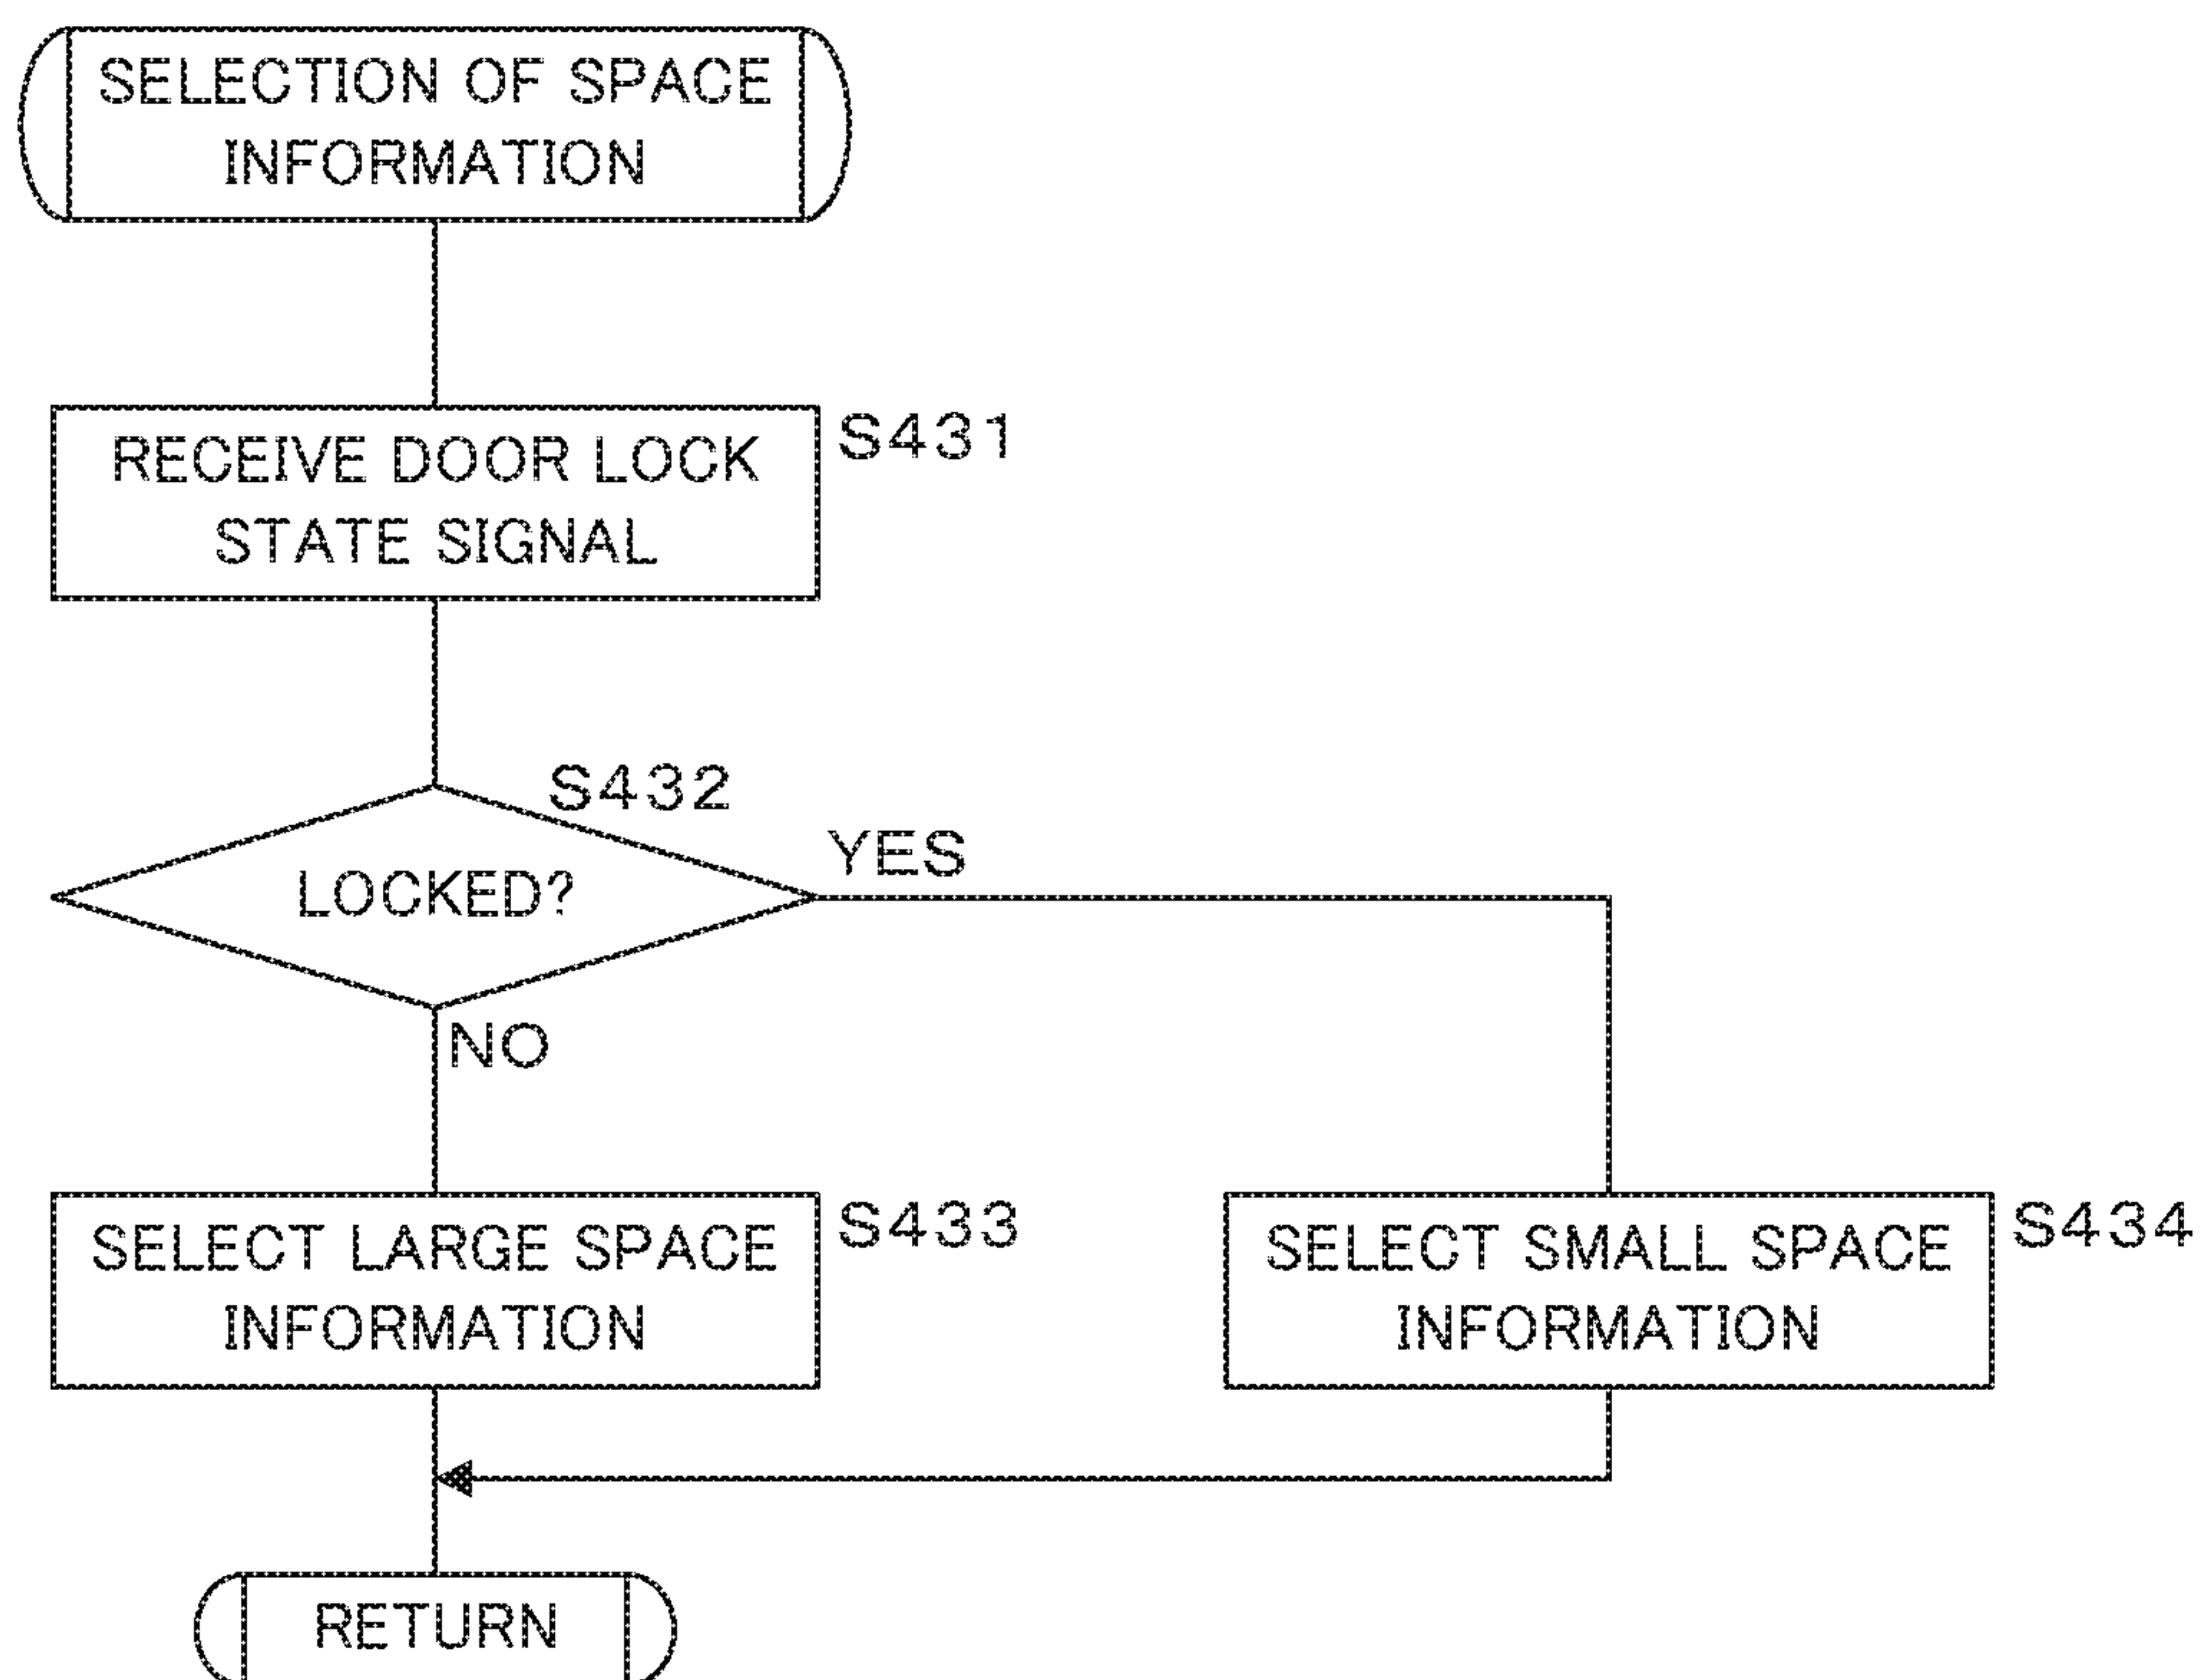 SELECTION OF SPACE
INFORMATION
RECEIVE DOOR LOCK
STATE SIGNAL
S431
S432
LOCKED?
YES
NO
SELECT LARGE SPACE
INFORMATION
S433
SELECT SMALL SPACE
INFORMATION
S434
RETURN